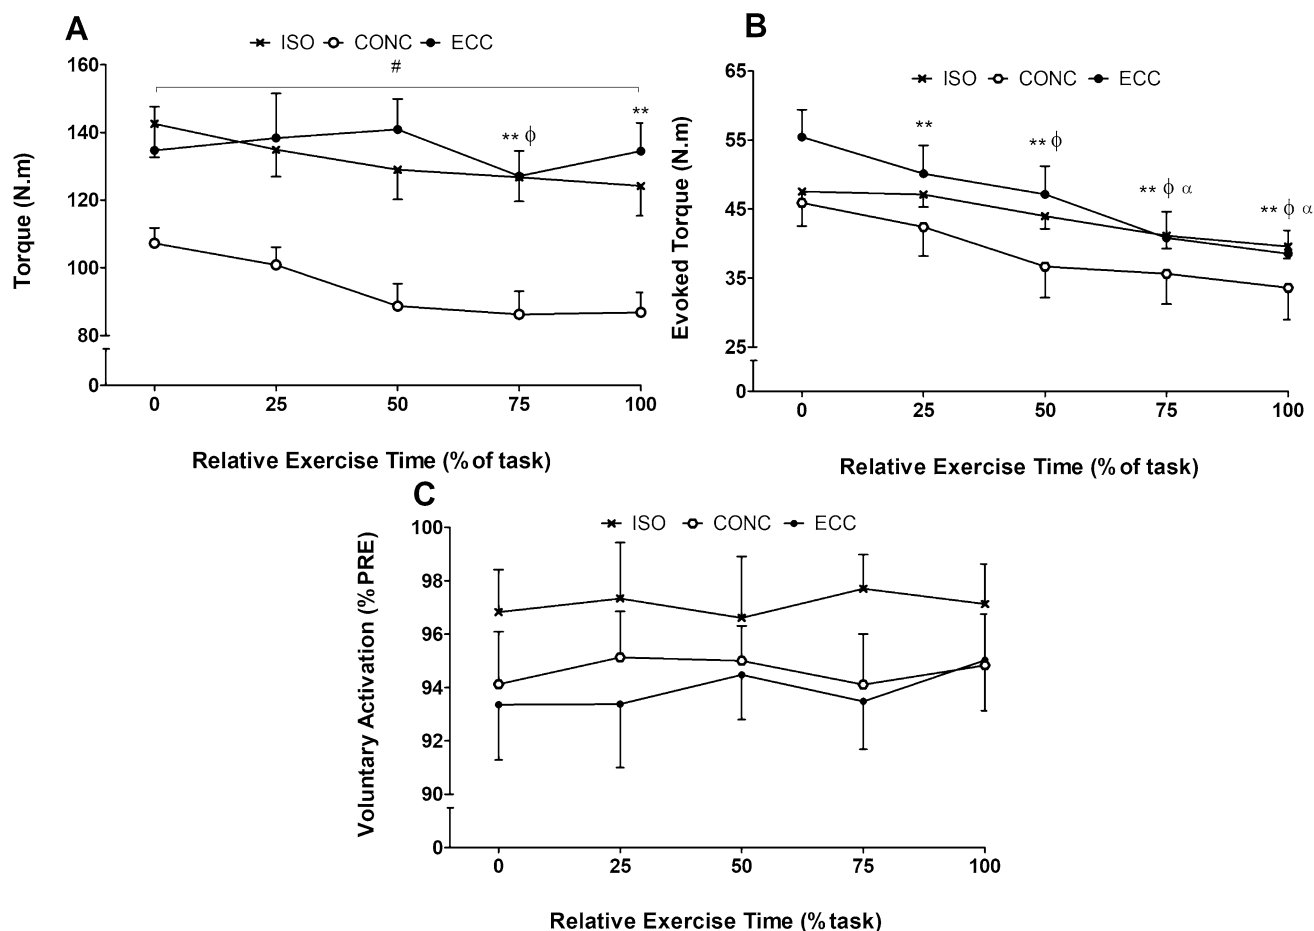 A
ISO CONC ECC
160
140
120
100
80
0
#
** ϕ
**
Torque (N.m)
0 25 50 75 100
Relative Exercise Time (% of task)
B
ISO CONC ECC
65
55
45
35
25
0
**
** ϕ
** ϕ α
** ϕ α
Evoked Torque (N.m)
0 25 50 75 100
Relative Exercise Time (% of task)
C
ISO CONC ECC
100
98
96
94
92
90
0
Voluntary Activation (% PRE)
0 25 50 75 100
Relative Exercise Time (% task)